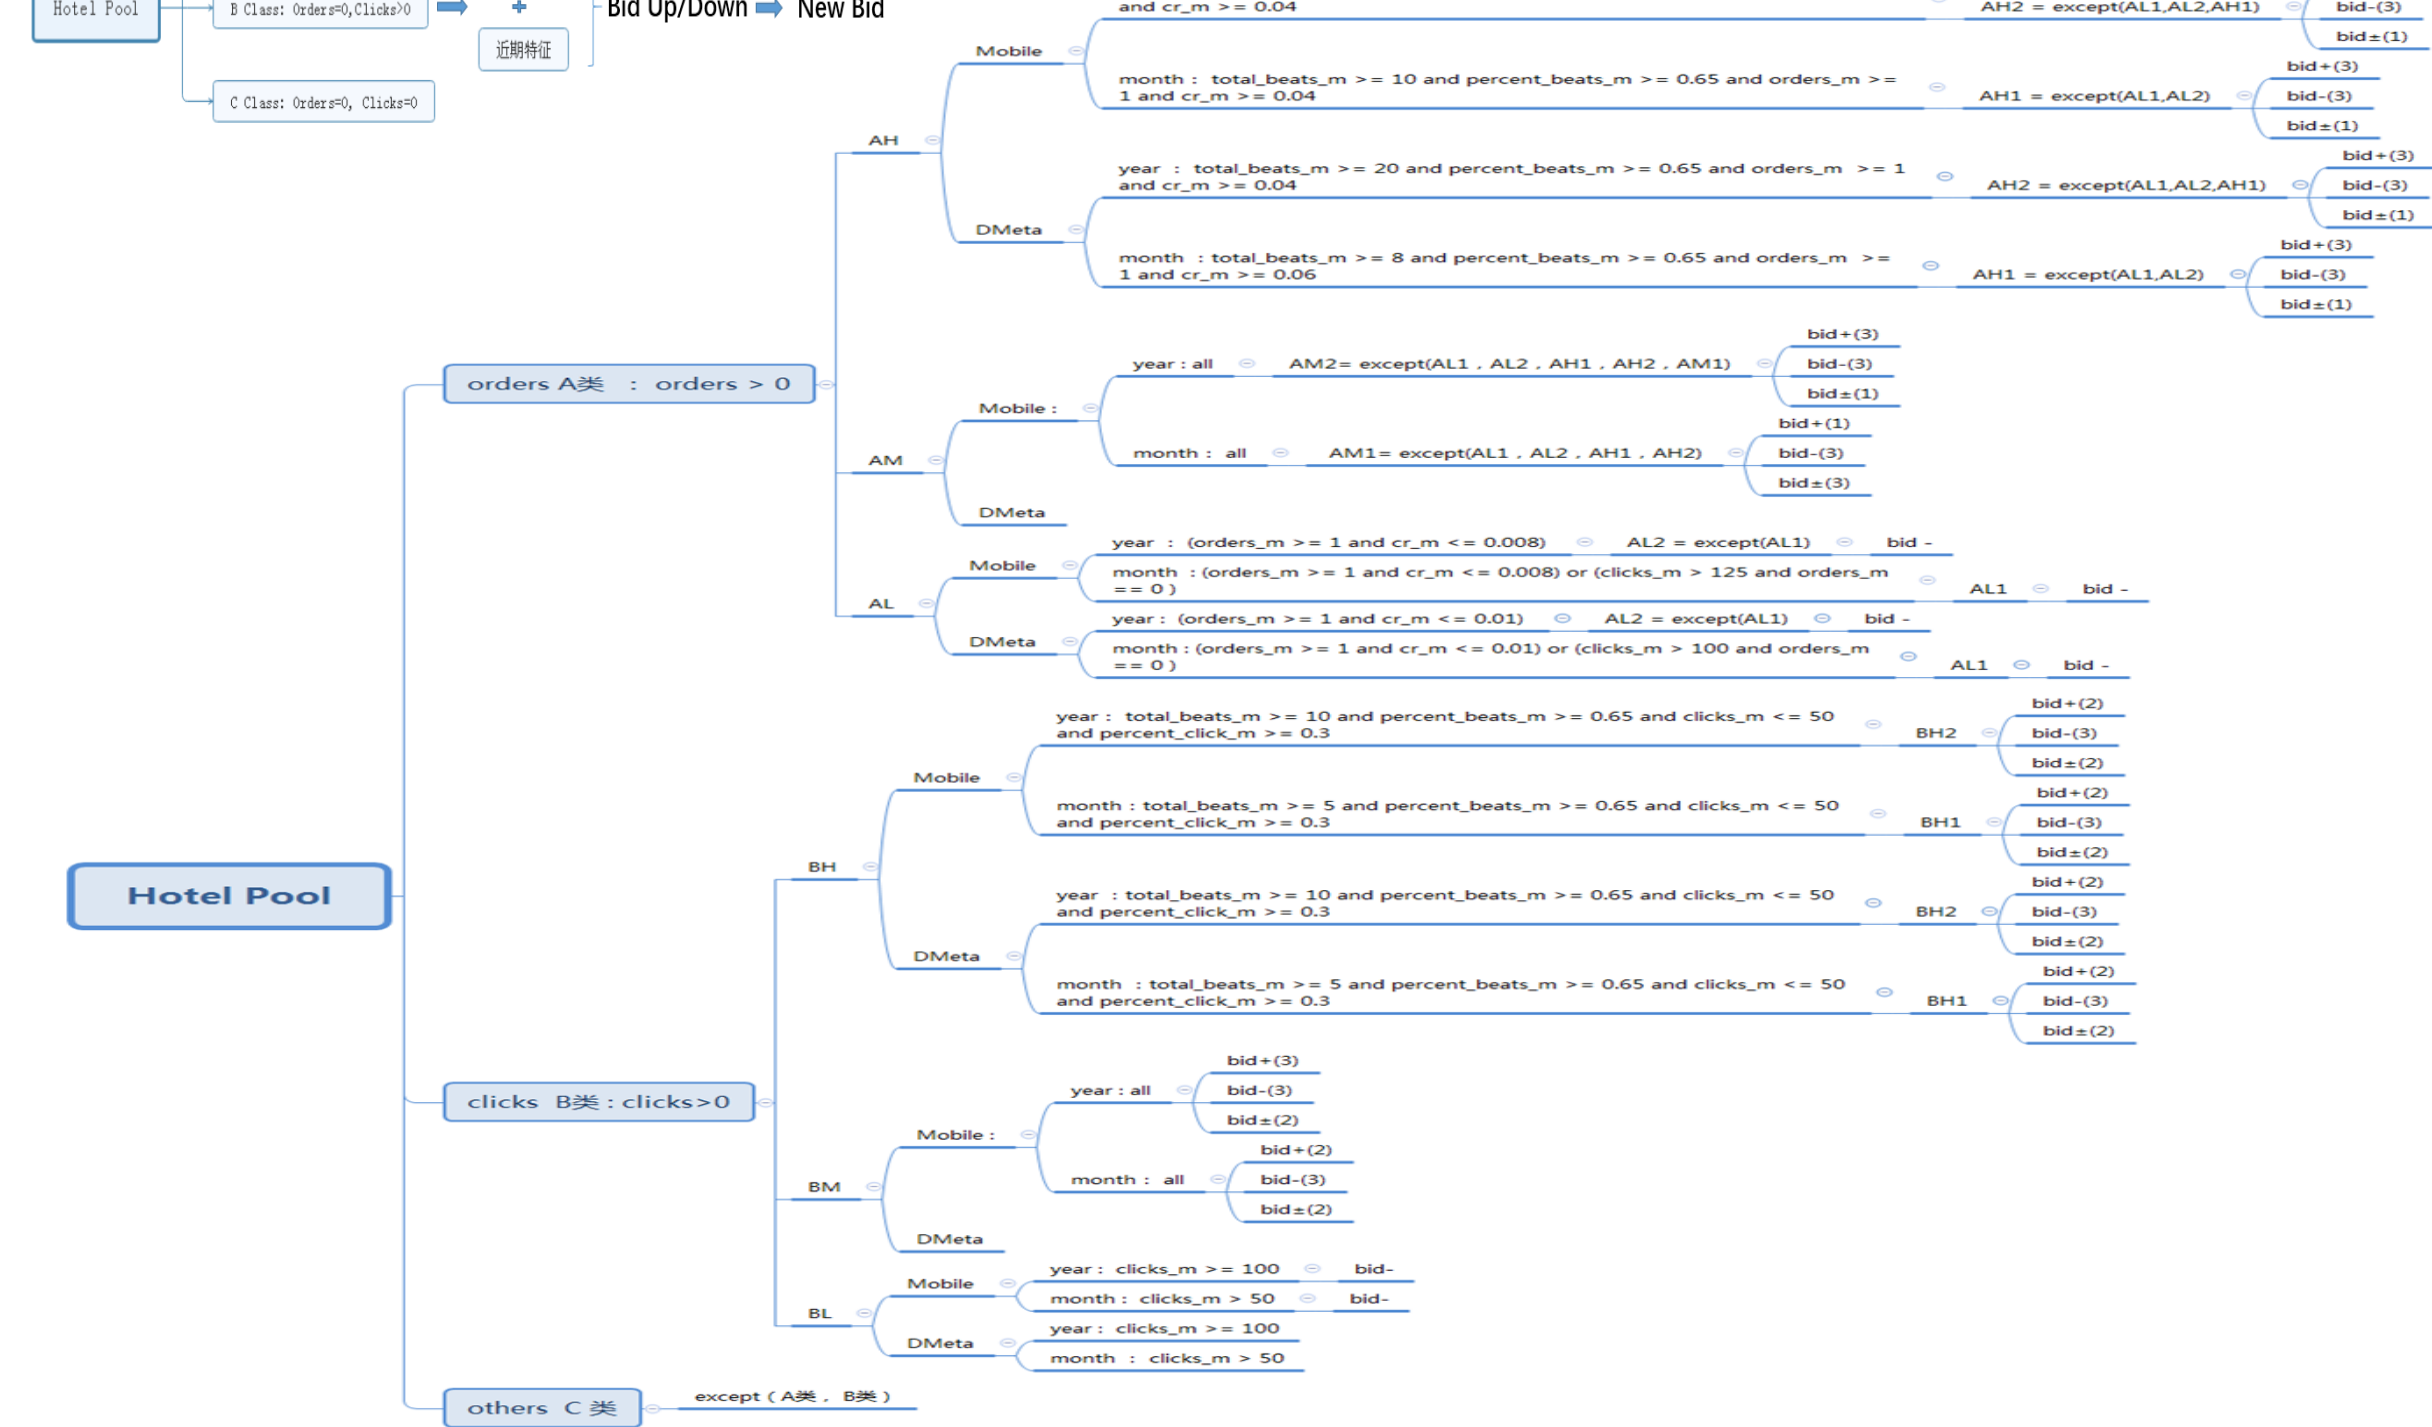 Hotel Pool
B Class: Orders=0,Clicks>0
+
近期特征
Bid Up/Down
New Bid
C Class: Orders=0, Clicks=0
Hotel Pool
orders A类 : orders > 0
AH
Mobile
and cr_m >= 0.04
AH2 = except(AL1,AL2,AH1)
bid-(3)
bid±(1)
month : total_beats_m >= 10 and percent_beats_m >= 0.65 and orders_m >=
1 and cr_m >= 0.04
AH1 = except(AL1,AL2)
bid+(3)
bid-(3)
bid±(1)
DMeta
year : total_beats_m >= 20 and percent_beats_m >= 0.65 and orders_m >= 1
and cr_m >= 0.04
AH2 = except(AL1,AL2,AH1)
bid+(3)
bid-(3)
bid±(1)
month : total_beats_m >= 8 and percent_beats_m >= 0.65 and orders_m >=
1 and cr_m >= 0.06
AH1 = except(AL1,AL2)
bid+(3)
bid-(3)
bid±(1)
AM
Mobile :
year : all
AM2= except(AL1 , AL2 , AH1 , AH2 , AM1)
bid+(3)
bid-(3)
bid±(1)
month : all
AM1= except(AL1 , AL2 , AH1 , AH2)
bid+(1)
bid-(3)
bid±(3)
DMeta
AL
Mobile
year : (orders_m >= 1 and cr_m <= 0.008)
AL2 = except(AL1)
bid -
month : (orders_m >= 1 and cr_m <= 0.008) or (clicks_m > 125 and orders_m
== 0 )
AL1
bid -
DMeta
year : (orders_m >= 1 and cr_m <= 0.01)
AL2 = except(AL1)
bid -
month : (orders_m >= 1 and cr_m <= 0.01) or (clicks_m > 100 and orders_m
== 0 )
AL1
bid -
clicks B类 : clicks>0
BH
Mobile
year : total_beats_m >= 10 and percent_beats_m >= 0.65 and clicks_m <= 50
and percent_click_m >= 0.3
BH2
bid+(2)
bid-(3)
bid±(2)
month : total_beats_m >= 5 and percent_beats_m >= 0.65 and clicks_m <= 50
and percent_click_m >= 0.3
BH1
bid+(2)
bid-(3)
bid±(2)
DMeta
year : total_beats_m >= 10 and percent_beats_m >= 0.65 and clicks_m <= 50
and percent_click_m >= 0.3
BH2
bid+(2)
bid-(3)
bid±(2)
month : total_beats_m >= 5 and percent_beats_m >= 0.65 and clicks_m <= 50
and percent_click_m >= 0.3
BH1
bid+(2)
bid-(3)
bid±(2)
BM
Mobile :
year : all
bid+(3)
bid-(3)
bid±(2)
month : all
bid+(2)
bid-(3)
bid±(2)
DMeta
BL
Mobile
year : clicks_m >= 100
bid-
month : clicks_m > 50
bid-
DMeta
year : clicks_m >= 100
month : clicks_m > 50
others C 类
except ( A类 , B类 )